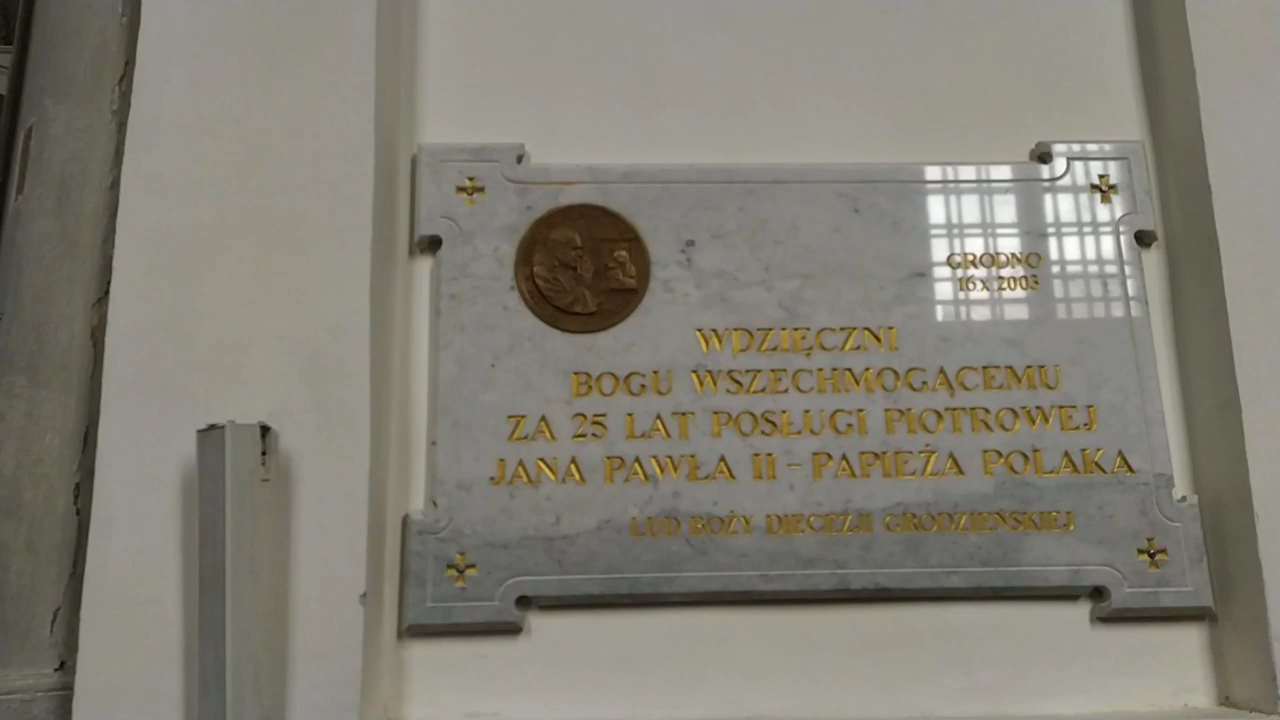 GRODNO
16 X 2003
WDZIĘCZNI
BOGU WSZECHMOGĄCEMU
ZA 25 LAT POSŁUGI PIOTROWEJ
JANA PAWŁA II – PAPIEŻA POLAKA
LUD BOŻY DIECEZJI GRODZIEŃSKIEJ